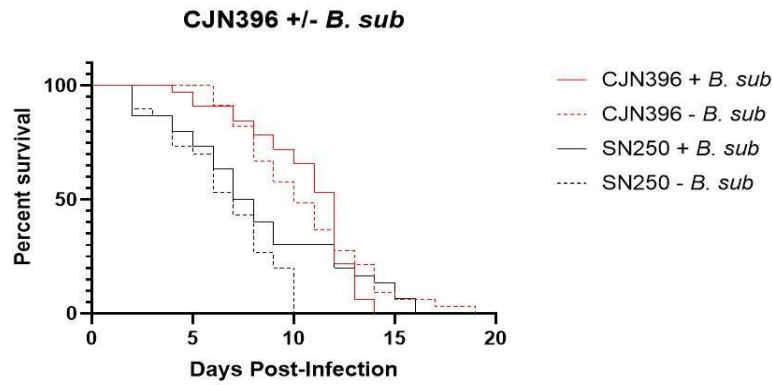 CJN396 +/- B. sub
Percent survival
100
50
0
0
5
10
15
20
Days Post-Infection
CJN396 + B. sub
CJN396 - B. sub
SN250 + B. sub
SN250 - B. sub